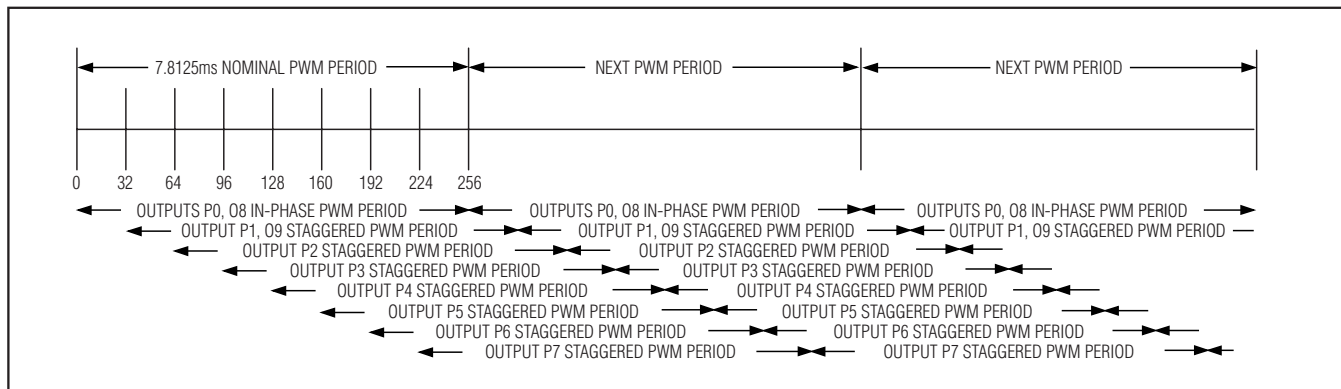 7.8125ms NOMINAL PWM PERIOD NEXT PWM PERIOD NEXT PWM PERIOD
0 32 64 96 128 160 192 224 256
OUTPUTS P0, O8 IN-PHASE PWM PERIOD OUTPUTS P0, O8 IN-PHASE PWM PERIOD OUTPUTS P0, O8 IN-PHASE PWM PERIOD
OUTPUT P1, O9 STAGGERED PWM PERIOD OUTPUT P1, O9 STAGGERED PWM PERIOD OUTPUT P1, O9 STAGGERED PWM PERIOD
OUTPUT P2 STAGGERED PWM PERIOD OUTPUT P2 STAGGERED PWM PERIOD
OUTPUT P3 STAGGERED PWM PERIOD OUTPUT P3 STAGGERED PWM PERIOD
OUTPUT P4 STAGGERED PWM PERIOD OUTPUT P4 STAGGERED PWM PERIOD
OUTPUT P5 STAGGERED PWM PERIOD OUTPUT P5 STAGGERED PWM PERIOD
OUTPUT P6 STAGGERED PWM PERIOD OUTPUT P6 STAGGERED PWM PERIOD
OUTPUT P7 STAGGERED PWM PERIOD OUTPUT P7 STAGGERED PWM PERIOD